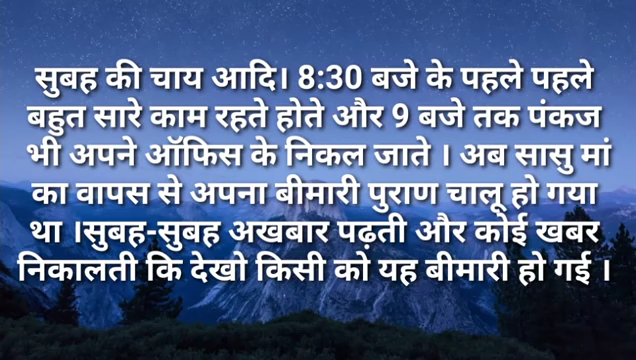 सुबह की चाय आदि। 8:30 बजे के पहले पहले
बहुत सारे काम रहते होते और 9 बजे तक पंकज
भी अपने ऑफिस के निकल जाते । अब सासु मां
का वापस से अपना बीमारी पुराण चालू हो गया
था ।सुबह-सुबह अखबार पढ़ती और कोई खबर
निकालती कि देखो किसी को यह बीमारी हो गई ।